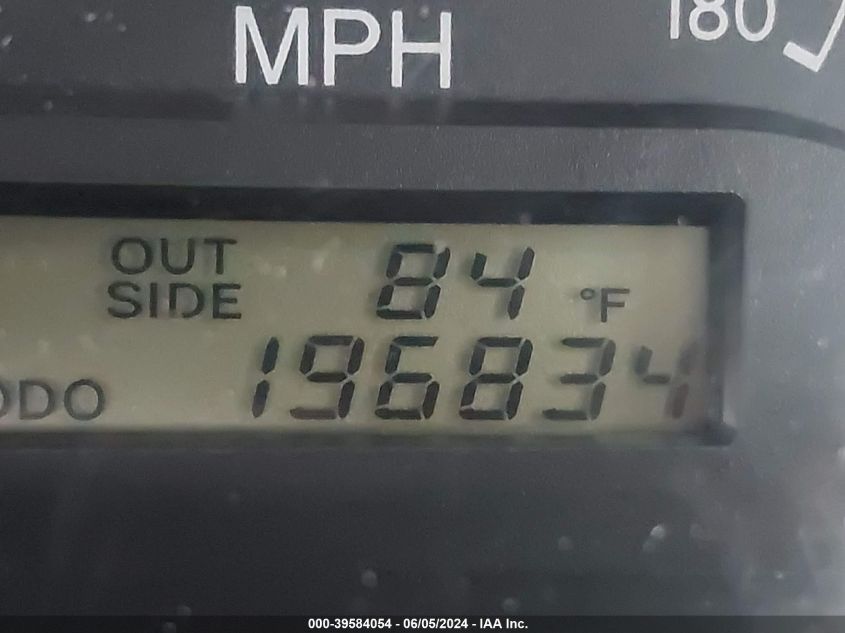 MPH
180
OUT 84 °F
SIDE
ODO 196834
000-39584054 - 06/05/2024 - IAA Inc.